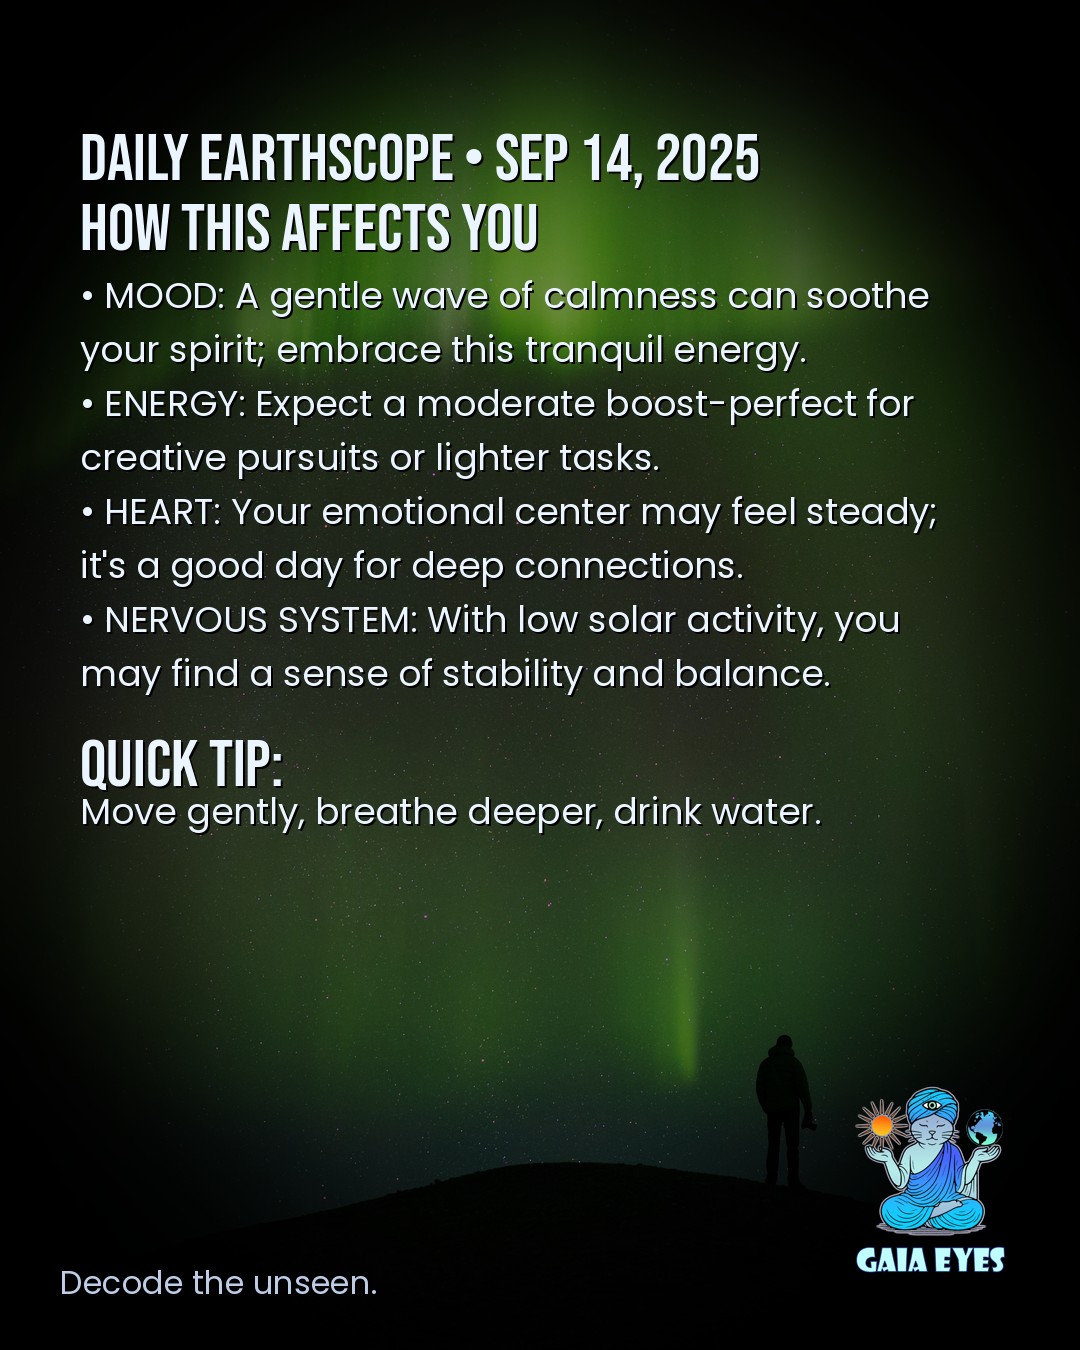 DAILY EARTHSCOPE • SEP 14, 2025
HOW THIS AFFECTS YOU
• MOOD: A gentle wave of calmness can soothe
your spirit; embrace this tranquil energy.
• ENERGY: Expect a moderate boost-perfect for
creative pursuits or lighter tasks.
• HEART: Your emotional center may feel steady;
it's a good day for deep connections.
• NERVOUS SYSTEM: With low solar activity, you
may find a sense of stability and balance.
QUICK TIP:
Move gently, breathe deeper, drink water.
GAIA EYES
Decode the unseen.